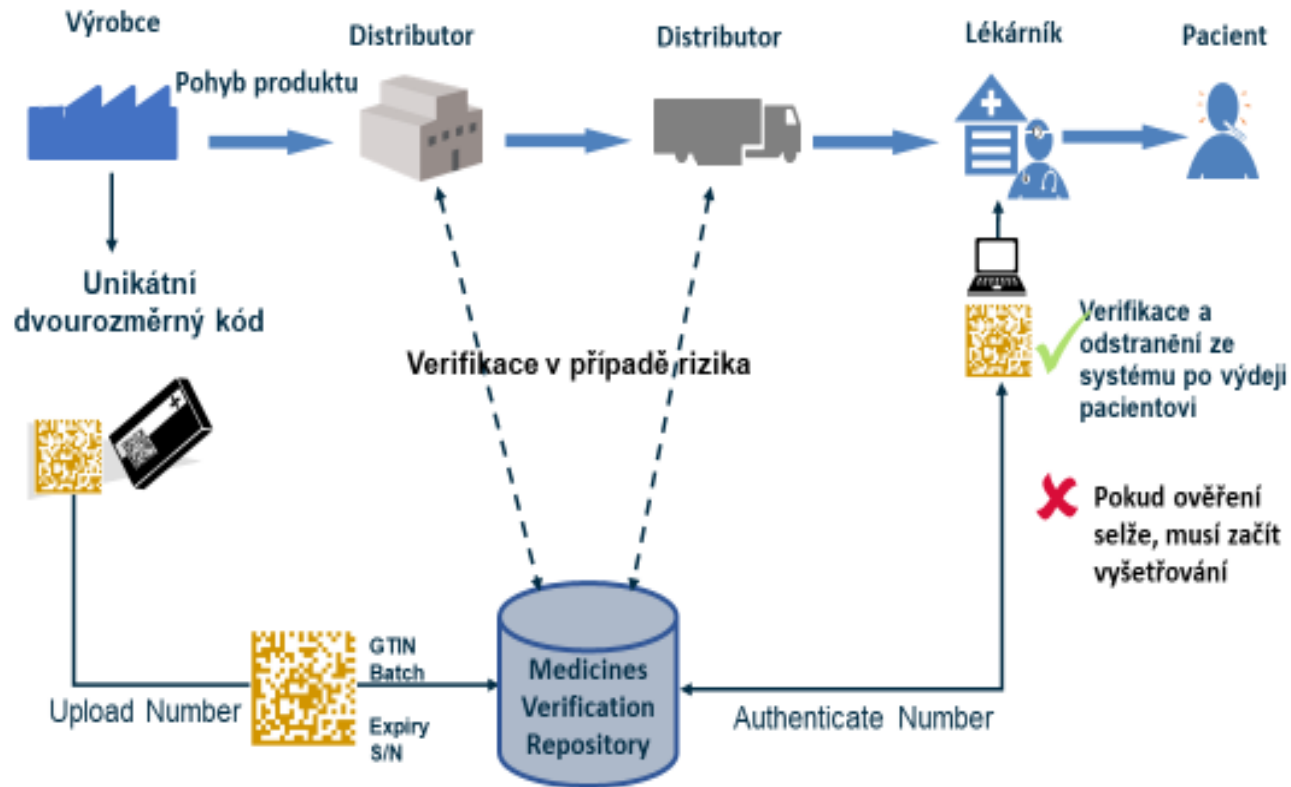 Výrobce
Distributor
Distributor
Lékárník
Pacient
Pohyb produktu
Unikátní
dvourozměrný kód
Verifikace v případě rizika
Verifikace a
odstranění ze
systému po výdeji
pacientovi
Pokud ověření
selže, musí začít
vyšetřování
Upload Number
GTIN
Batch
Expiry
S/N
Medicines
Verification
Repository
Authenticate Number